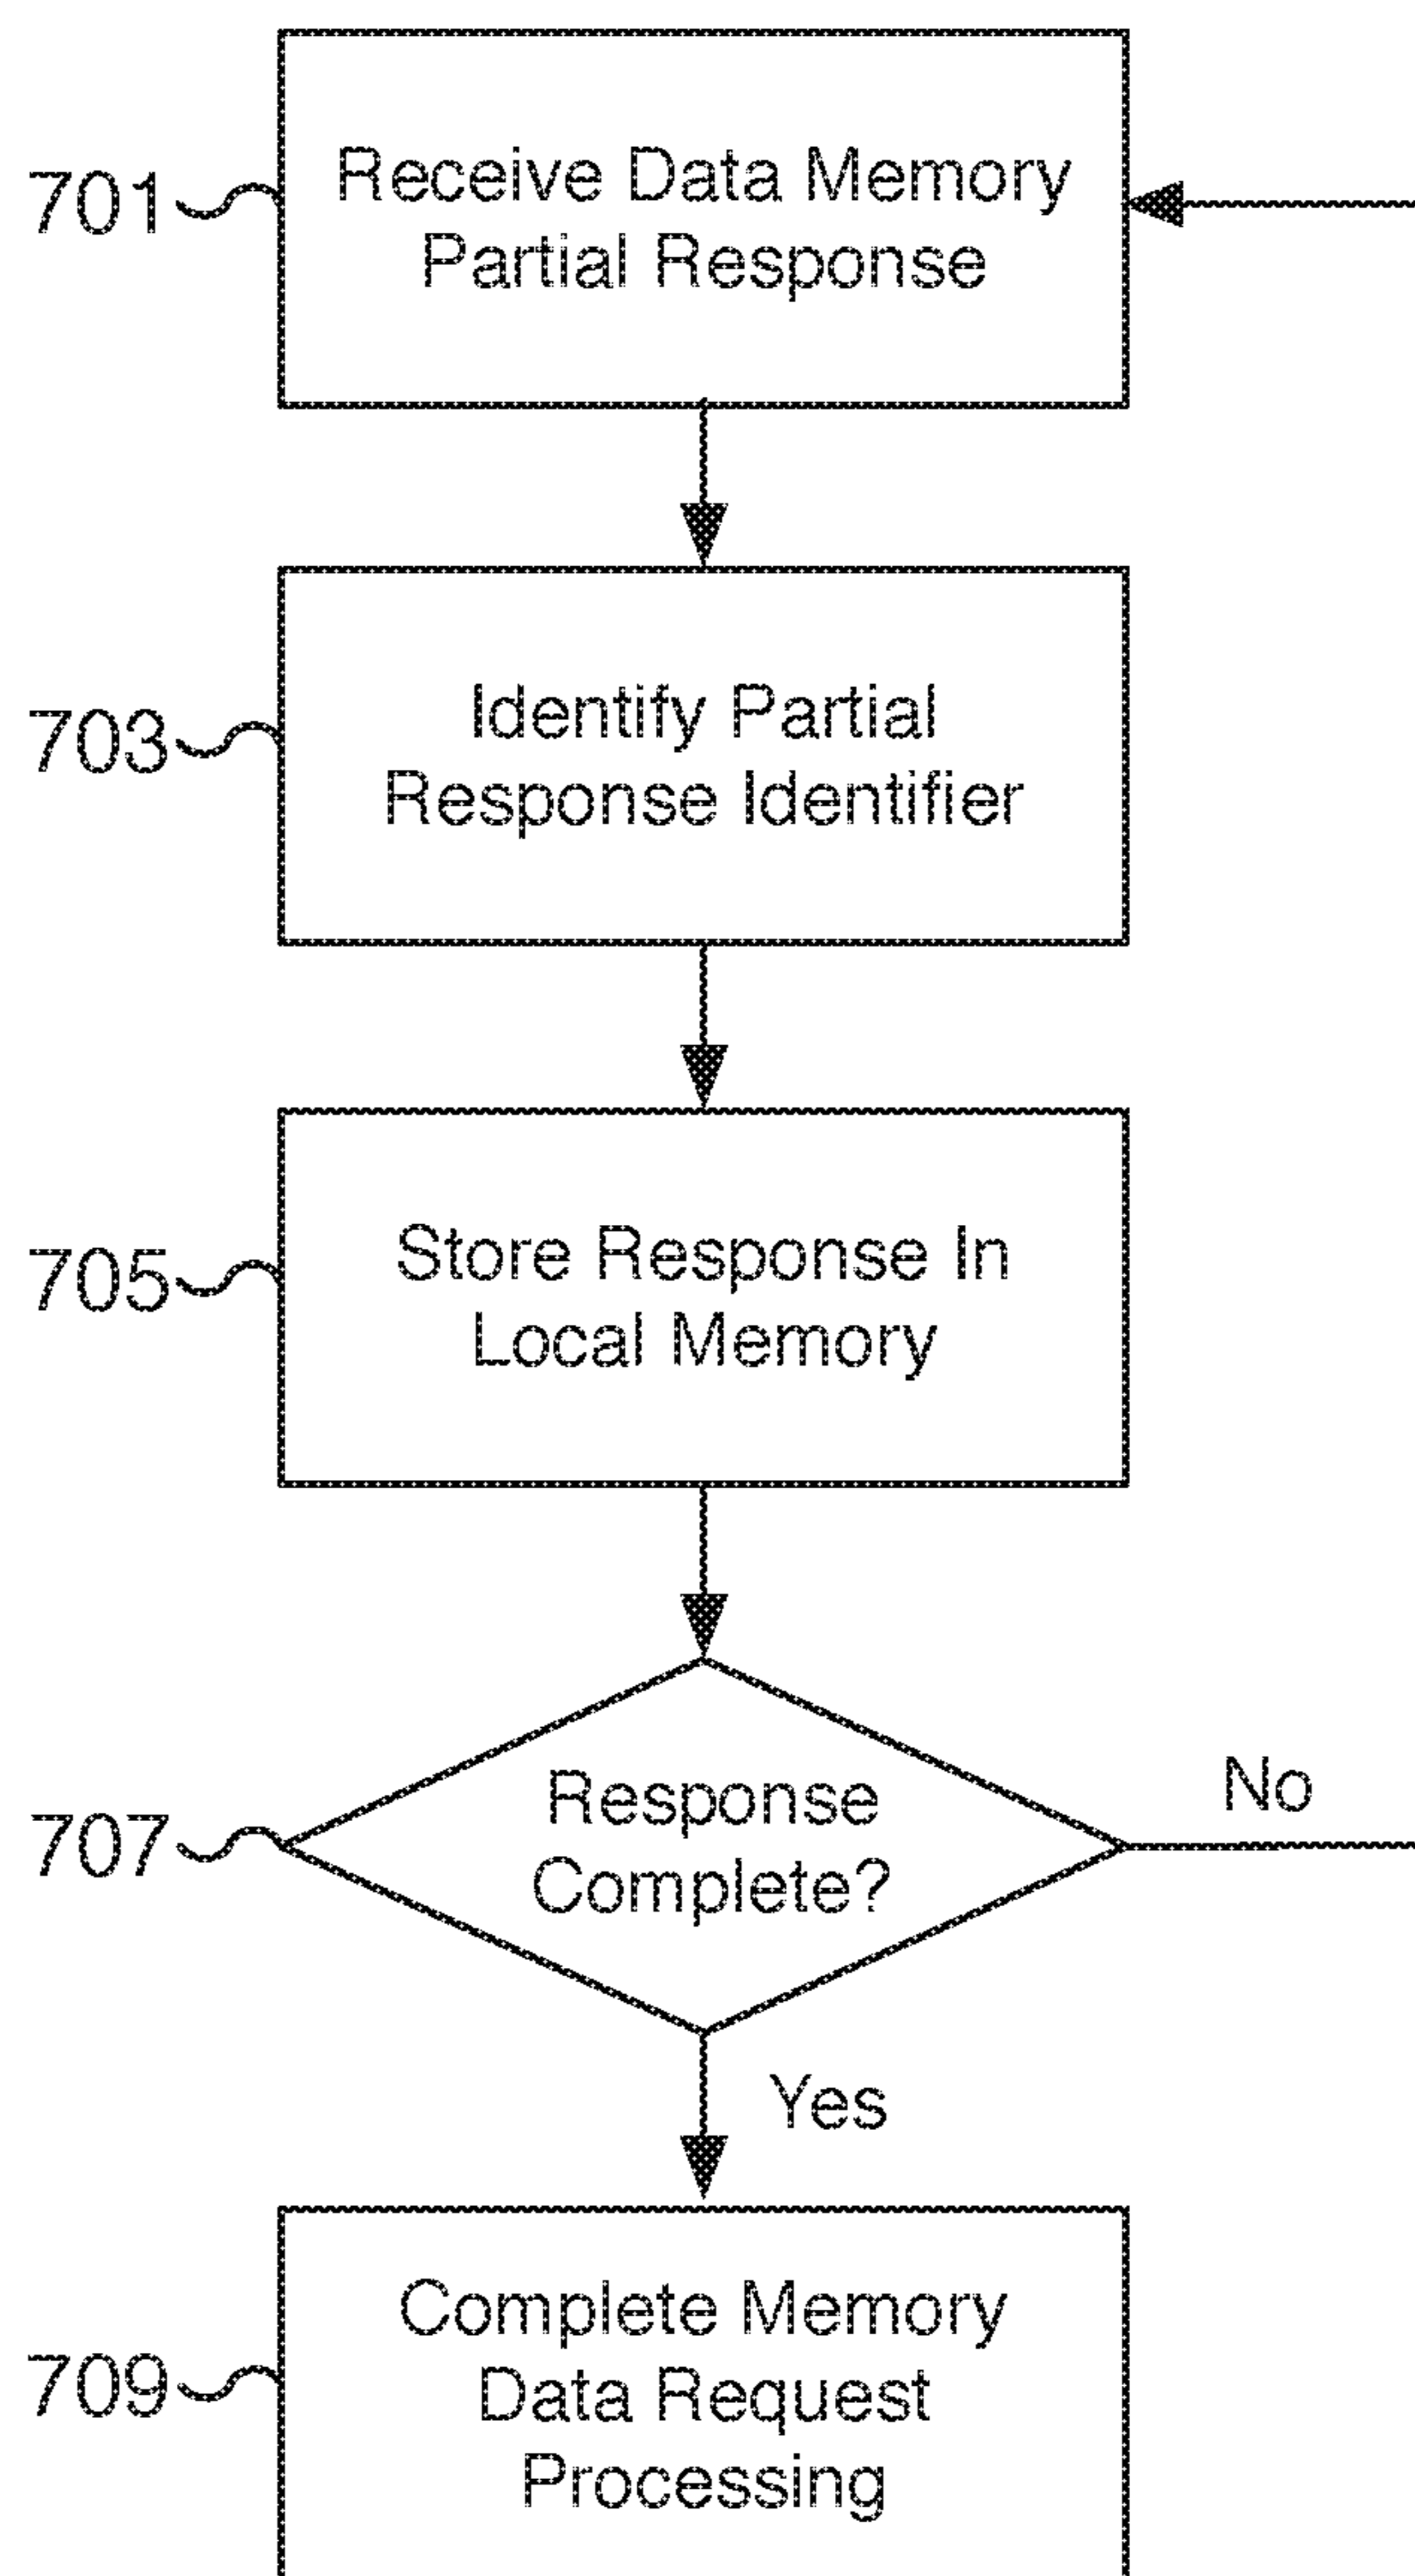 701
Receive Data Memory
Partial Response
703
Identify Partial
Response Identifier
705
Store Response In
Local Memory
707
Response
Complete?
No
Yes
709
Complete Memory
Data Request
Processing